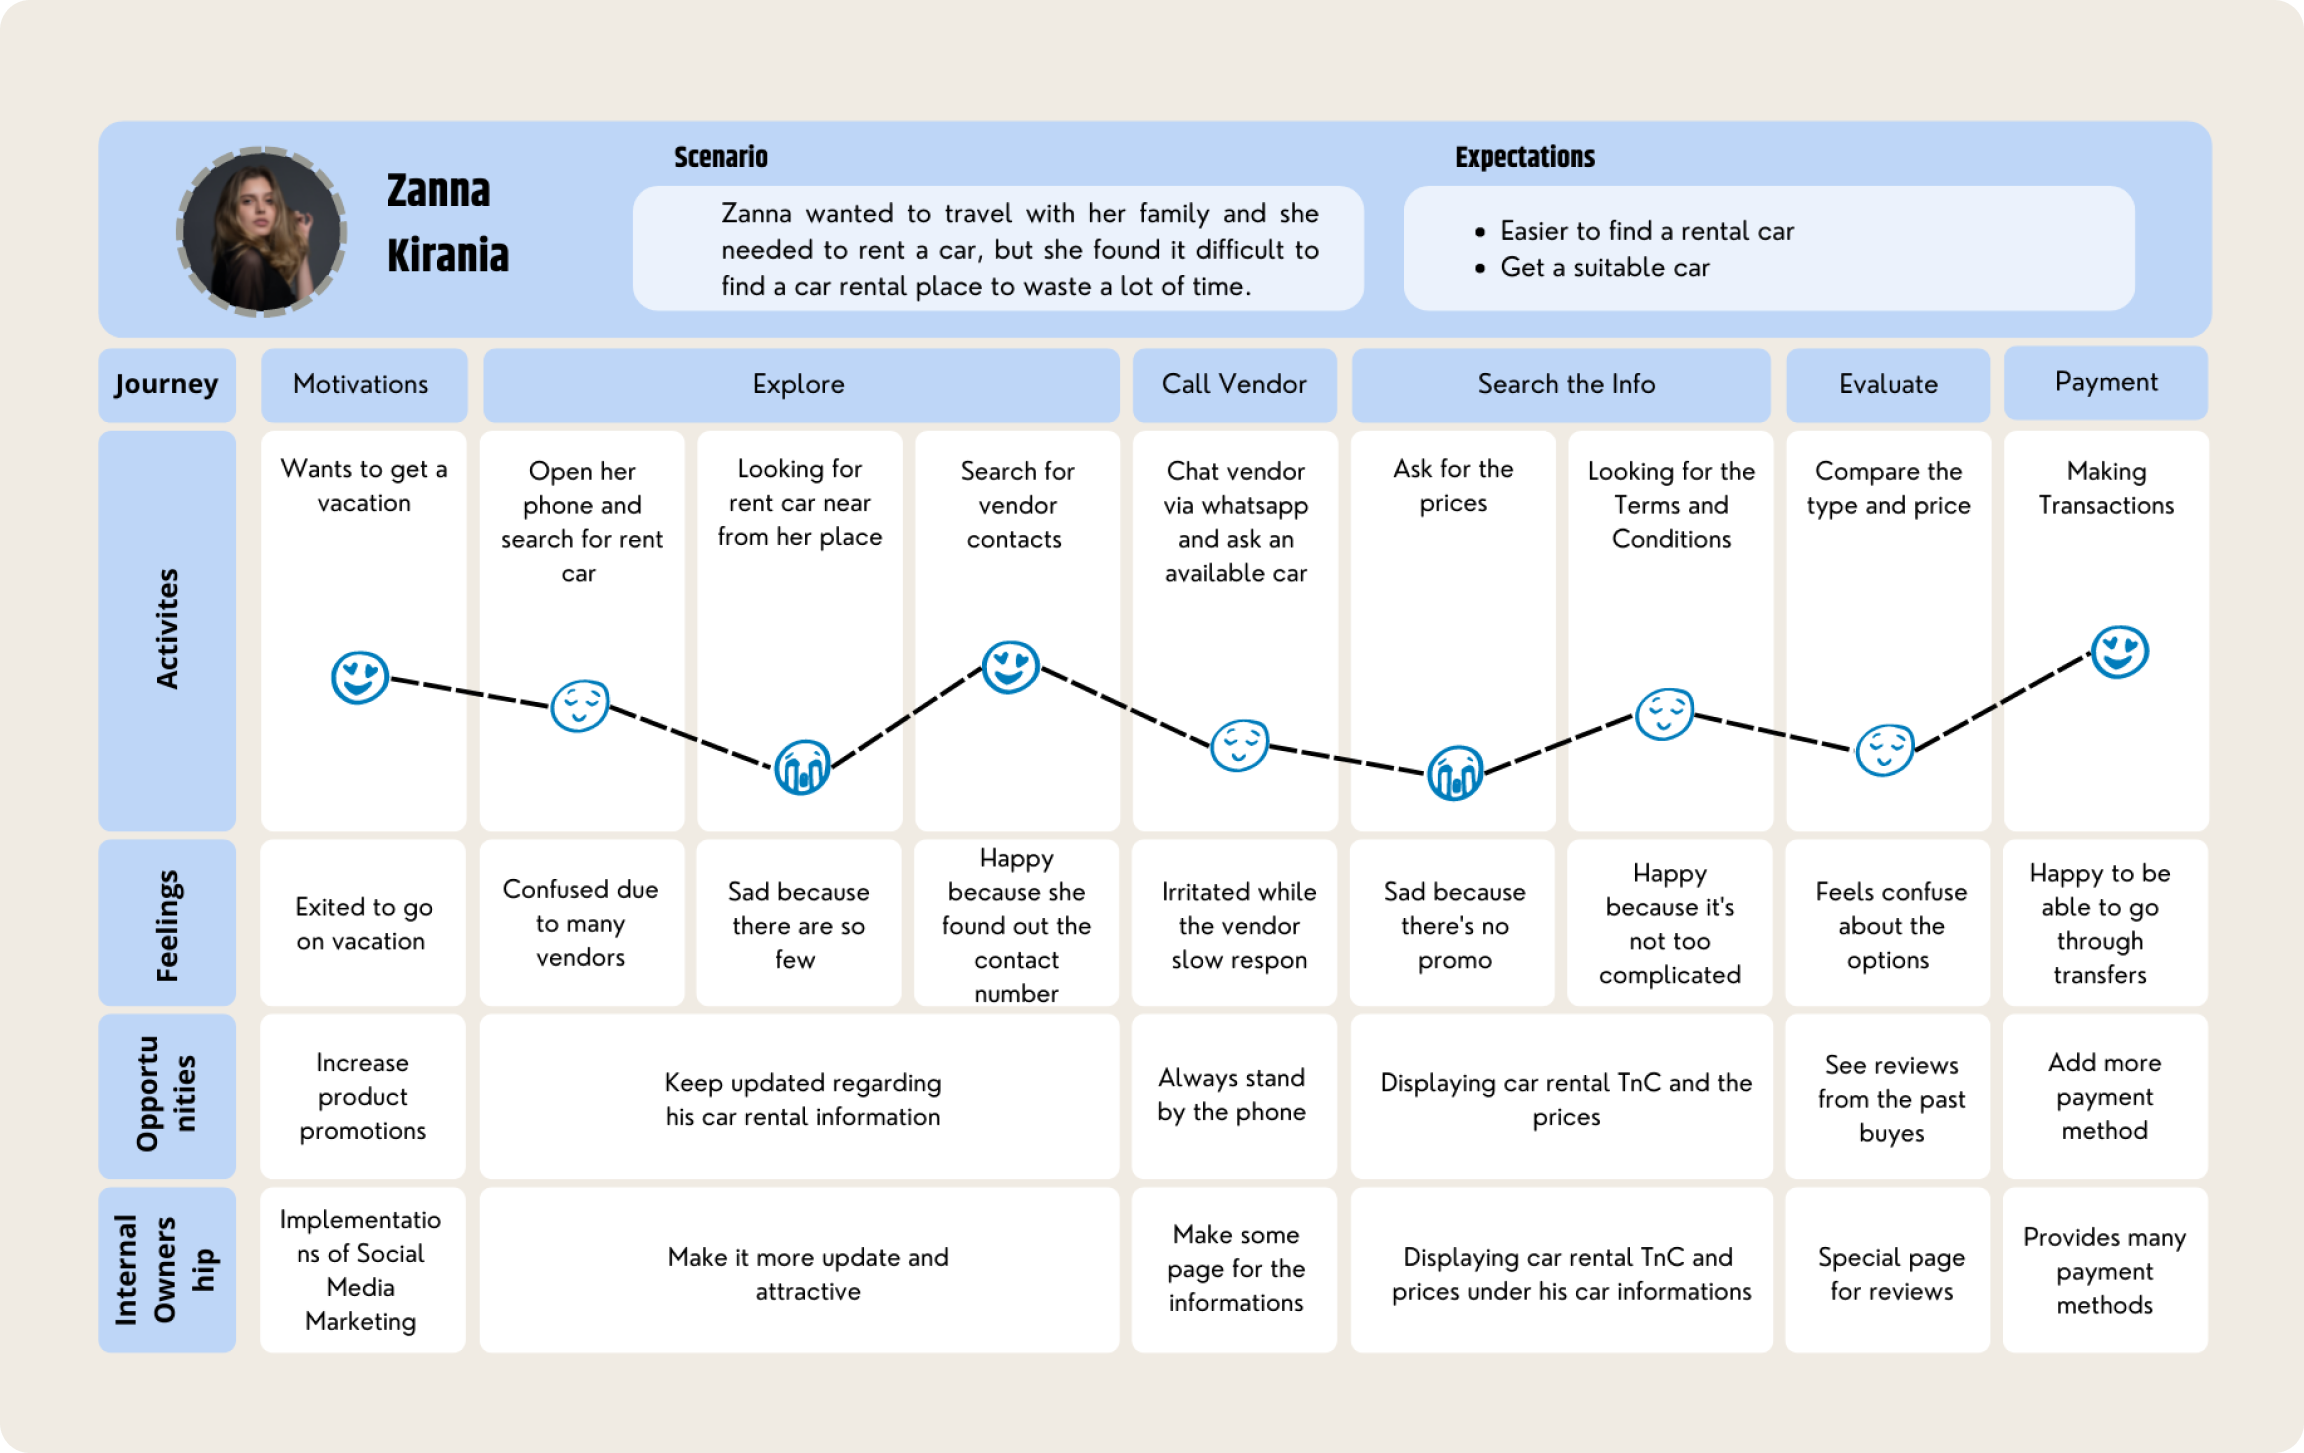 Zanna
Kirania
Scenario
Zanna wanted to travel with her family and she
needed to rent a car, but she found it difficult to
find a car rental place to waste a lot of time.
Expectations
• Easier to find a rental car
• Get a suitable car
Journey
Motivations
Explore
Call Vendor
Search the Info
Evaluate
Payment
Activites
Wants to get a
vacation
Open her
phone and
search for rent
car
Looking for
rent car near
from her place
Search for
vendor
contacts
Chat vendor
via whatsapp
and ask an
available car
Ask for the
prices
Looking for the
Terms and
Conditions
Compare the
type and price
Making
Transactions
Feelings
Exited to go
on vacation
Confused due
to many
vendors
Sad because
there are so
few
Happy
because she
found out the
contact
number
Irritated while
the vendor
slow respon
Sad because
there's no
promo
Happy
because it's
not too
complicated
Feels confuse
about the
options
Happy to be
able to go
through
transfers
Opportu
nities
Increase
product
promotions
Keep updated regarding
his car rental information
Always stand
by the phone
Displaying car rental TnC and the
prices
See reviews
from the past
buyes
Add more
payment
method
Internal
Owners
hip
Implementatio
ns of Social
Media
Marketing
Make it more update and
attractive
Make some
page for the
informations
Displaying car rental TnC and
prices under his car informations
Special page
for reviews
Provides many
payment
methods